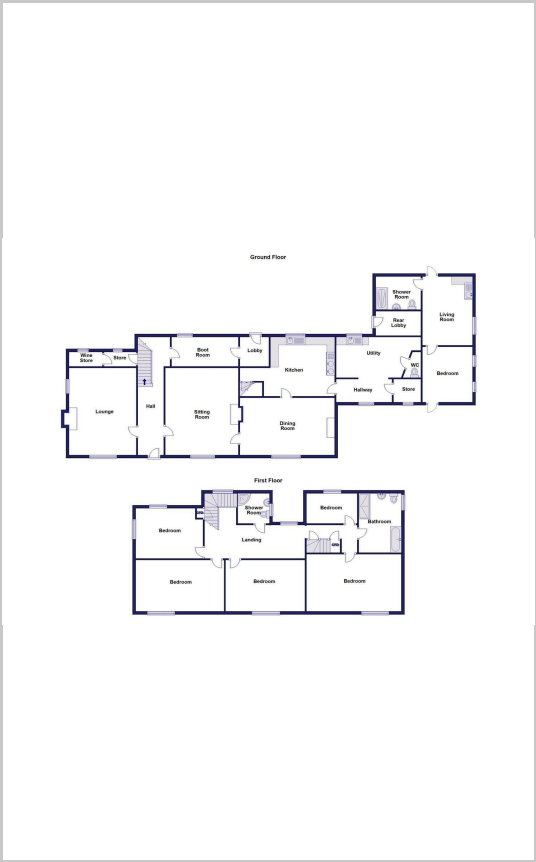 Ground Floor
Shower
Room
Living
Room
Rear
Lobby
Wine
Store
Store
Boot
Room
Lobby
Kitchen
Utility
WC
Bedroom
Hallway
Store
Lounge
Hall
Sitting
Room
Dining
Room
First Floor
Shower
Room
Bedroom
Bathroom
Bedroom
Landing
Bedroom
Bedroom
Bedroom